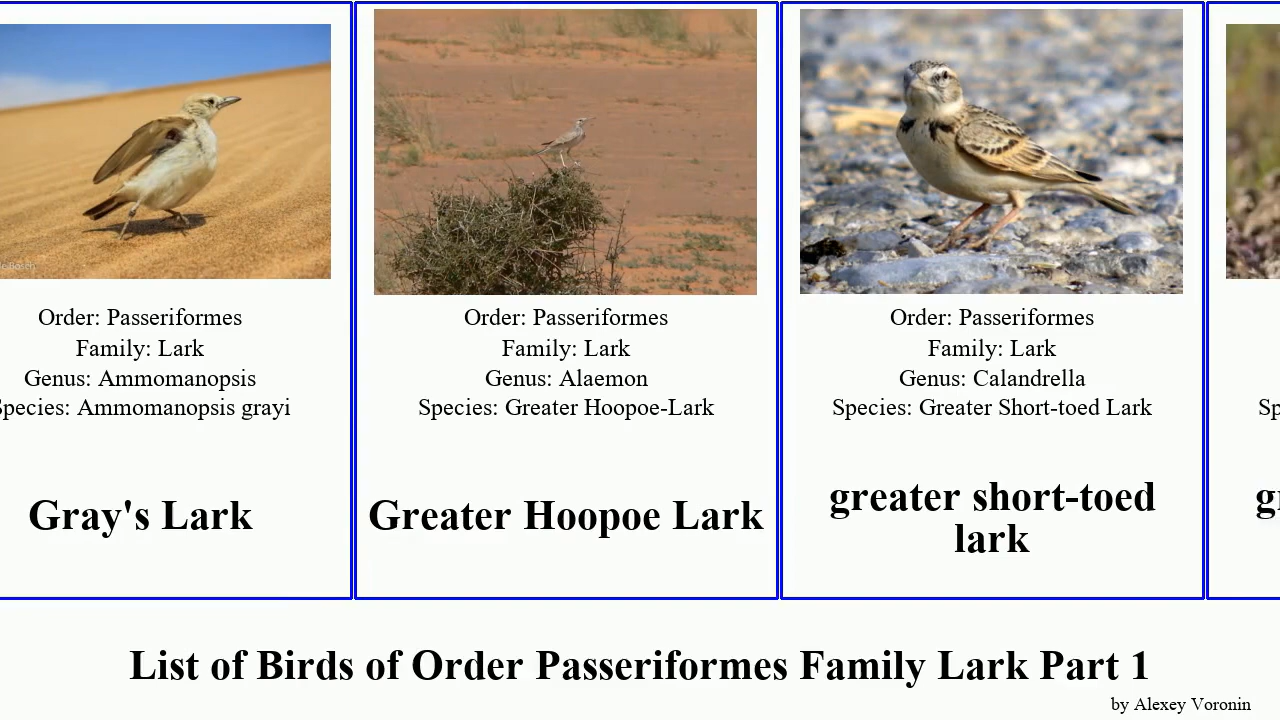 Order: Passeriformes
Family: Lark
Genus: Ammomanopsis
Species: Ammomanopsis grayi
Gray's Lark
Order: Passeriformes
Family: Lark
Genus: Alaemon
Species: Greater Hoopoe-Lark
Greater Hoopoe Lark
Order: Passeriformes
Family: Lark
Genus: Calandrella
Species: Greater Short-toed Lark
greater short-toed
lark
Sp
gr
List of Birds of Order Passeriformes Family Lark Part 1
by Alexey Voronin